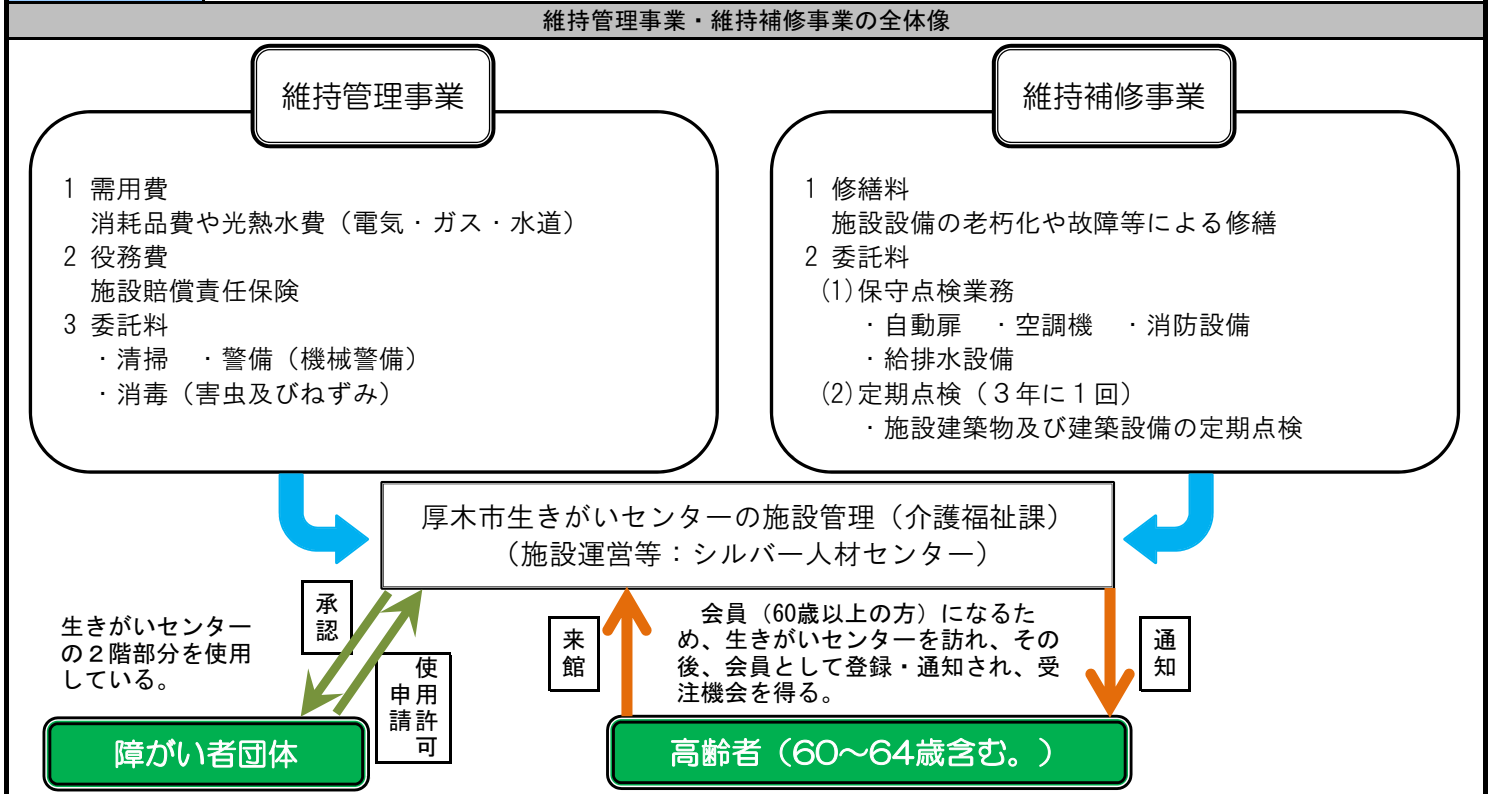 維持管理事業・維持補修事業の全体像
維持管理事業
1 需用費
消耗品費や光熱水費（電気・ガス・水道）
2 役務費
施設賠償責任保険
3 委託料
・清掃　・警備（機械警備）
・消毒（害虫及びねずみ）
維持補修事業
1 修繕料
施設設備の老朽化や故障等による修繕
2 委託料
(1)保守点検業務
・自動扉　・空調機　・消防設備
・給排水設備
(2)定期点検（３年に１回）
・施設建築物及び建築設備の定期点検
厚木市生きがいセンターの施設管理（介護福祉課）
（施設運営等：シルバー人材センター）
生きがいセンター
の２階部分を使用
している。
承認
使用許可
申請
来館
会員（60歳以上の方）になるた
め、生きがいセンターを訪れ、その
後、会員として登録・通知され、受
注機会を得る。
通知
障がい者団体
高齢者（60～64歳含む。）